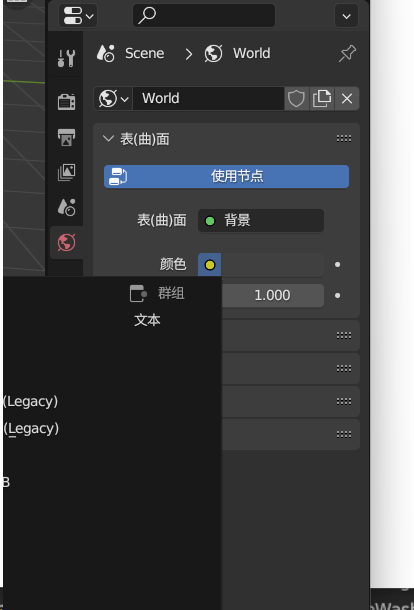 Scene > World
World
表(曲)面
使用节点
表(曲)面 背景
颜色
1.000
群组
文本
(Legacy)
(_Legacy)
B